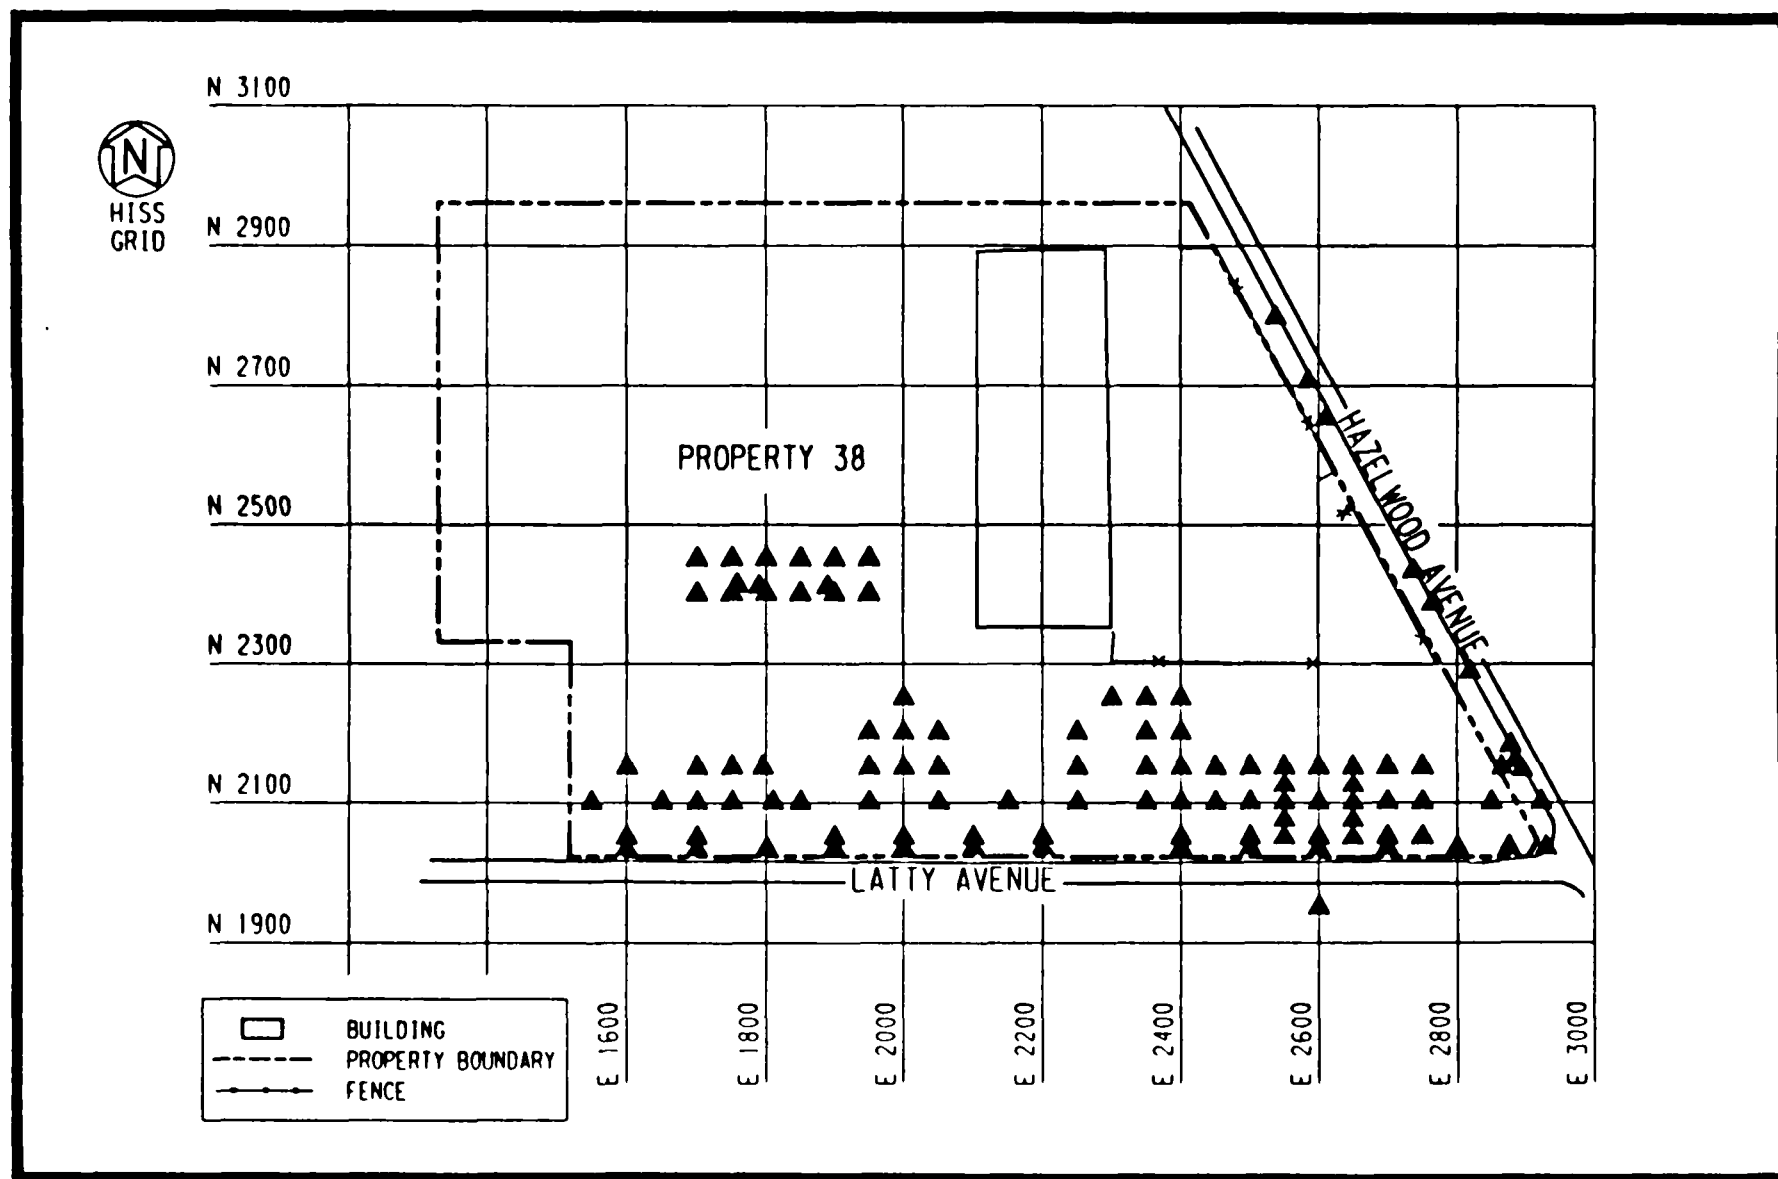 N 3100
N
HISS
GRID
N 2900
N 2700
HAZELWOOD AVENUE
PROPERTY 38
N 2500
N 2300
N 2100
LATTY AVENUE
N 1900
E 1600
E 1800
E 2000
E 2200
E 2400
E 2600
E 2800
E 3000
BUILDING
PROPERTY BOUNDARY
FENCE